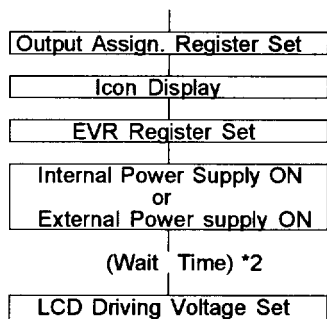 Output Assign. Register Set
Icon Display
EVR Register Set
Internal Power Supply ON
or
External Power supply ON
(Wait Time) *2
LCD Driving Voltage Set